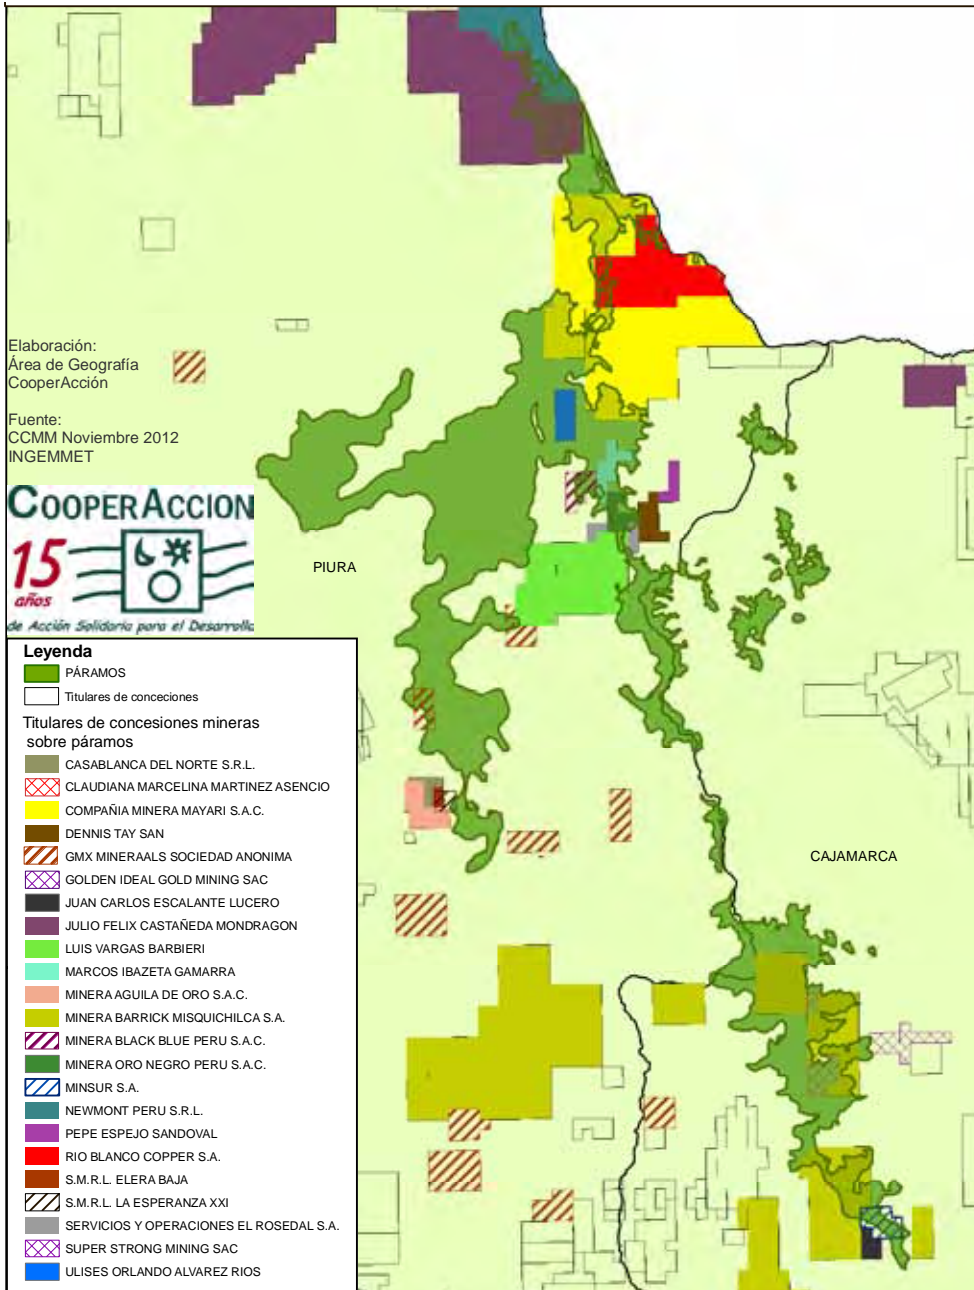 Elaboración:
Área de Geografía
CooperAcción
Fuente:
CCMM Noviembre 2012
INGEMMET
COOPERACCION
15
años
de Acción Solidaria para el Desarrollo
PIURA
CAJAMARCA
Leyenda
PÁRAMOS
Titulares de conceciones
Titulares de concesiones mineras
sobre páramos
CASABLANCA DEL NORTE S.R.L.
CLAUDIANA MARCELINA MARTINEZ ASENCIO
COMPAÑIA MINERA MAYARI S.A.C.
DENNIS TAY SAN
GMX MINERAALS SOCIEDAD ANONIMA
GOLDEN IDEAL GOLD MINING SAC
JUAN CARLOS ESCALANTE LUCERO
JULIO FELIX CASTAÑEDA MONDRAGON
LUIS VARGAS BARBIERI
MARCOS IBAZETA GAMARRA
MINERA AGUILA DE ORO S.A.C.
MINERA BARRICK MISQUICHILCA S.A.
MINERA BLACK BLUE PERU S.A.C.
MINERA ORO NEGRO PERU S.A.C.
MINSUR S.A.
NEWMONT PERU S.R.L.
PEPE ESPEJO SANDOVAL
RIO BLANCO COPPER S.A.
S.M.R.L. ELERA BAJA
S.M.R.L. LA ESPERANZA XXI
SERVICIOS Y OPERACIONES EL ROSEDAL S.A.
SUPER STRONG MINING SAC
ULISES ORLANDO ALVAREZ RIOS